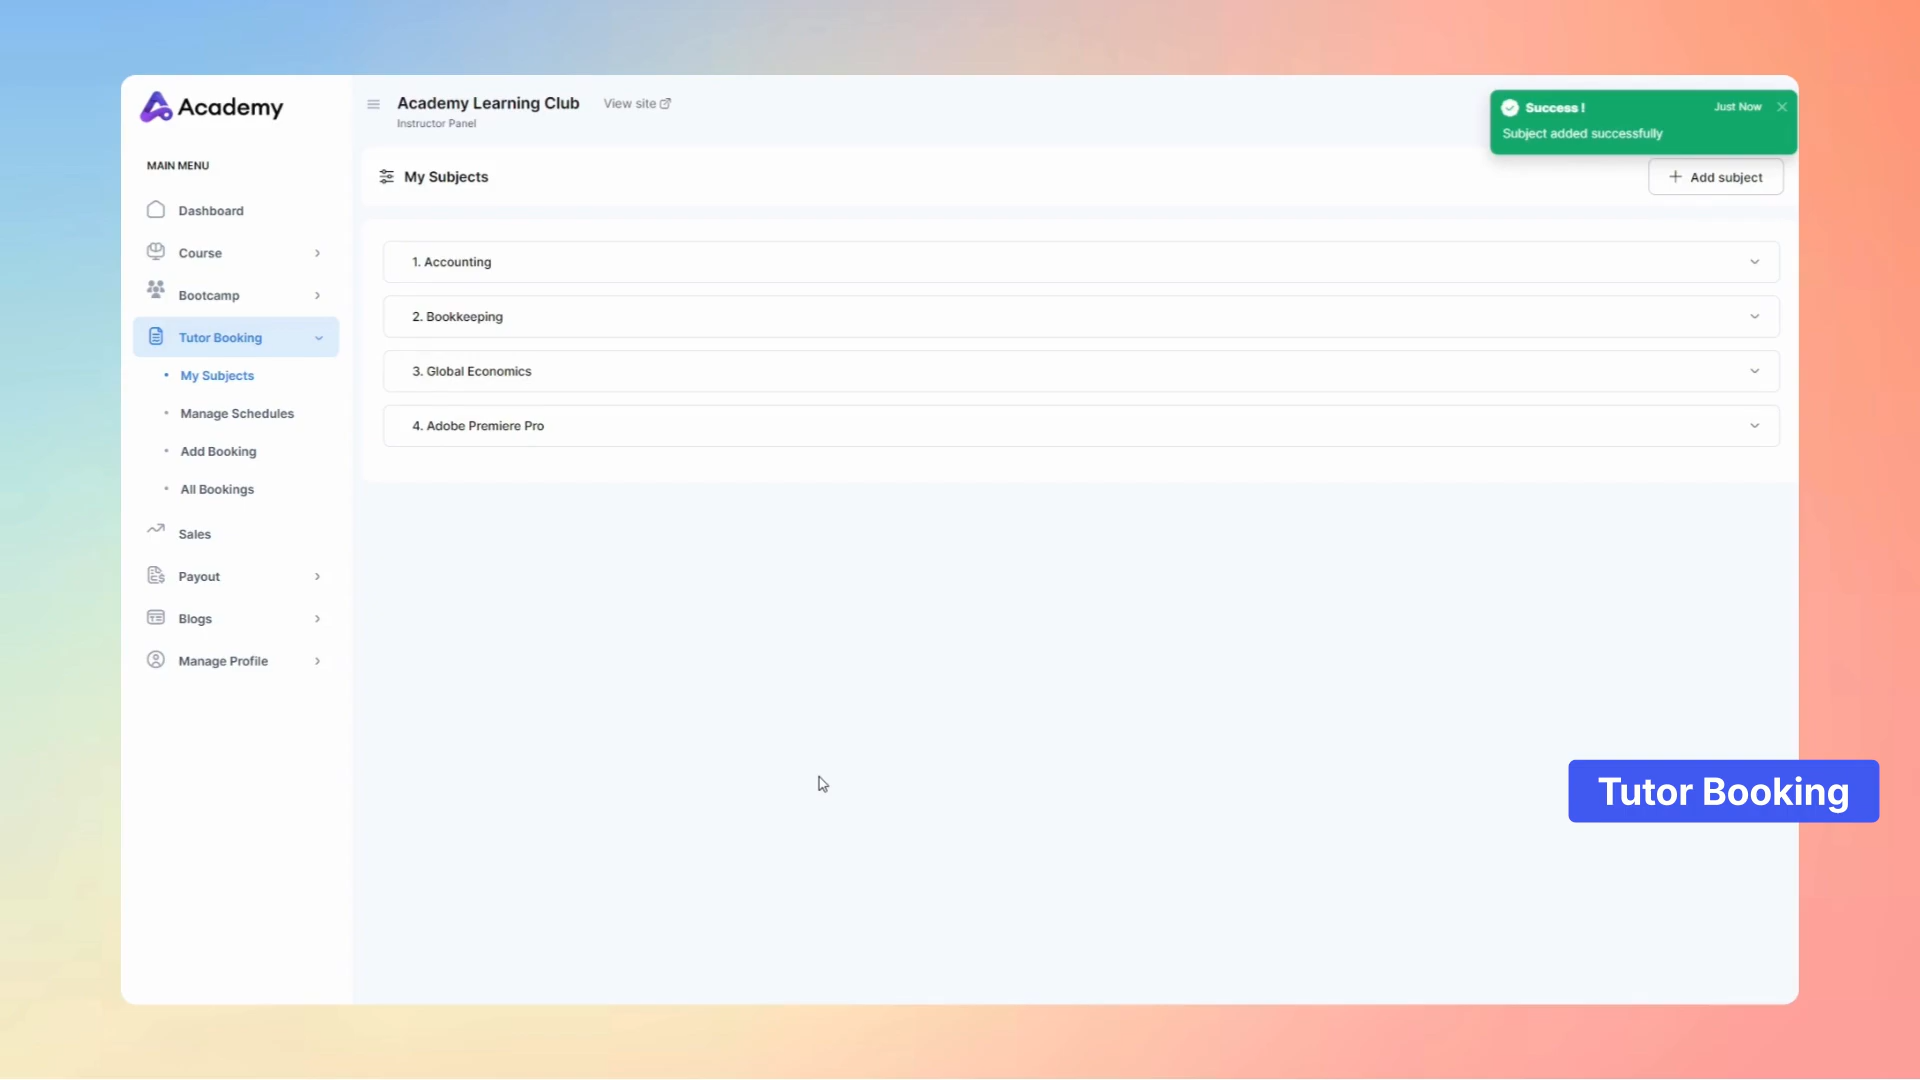 Academy
MAIN MENU
Dashboard
Course
Bootcamp
Tutor Booking
My Subjects
Manage Schedules
Add Booking
All Bookings
Sales
Payout
Blogs
Manage Profile
Academy Learning Club
View site
Instructor Panel
Success !
Just Now
Subject added successfully
My Subjects
Add subject
1. Accounting
2. Bookkeeping
3. Global Economics
4. Adobe Premiere Pro
Tutor Booking